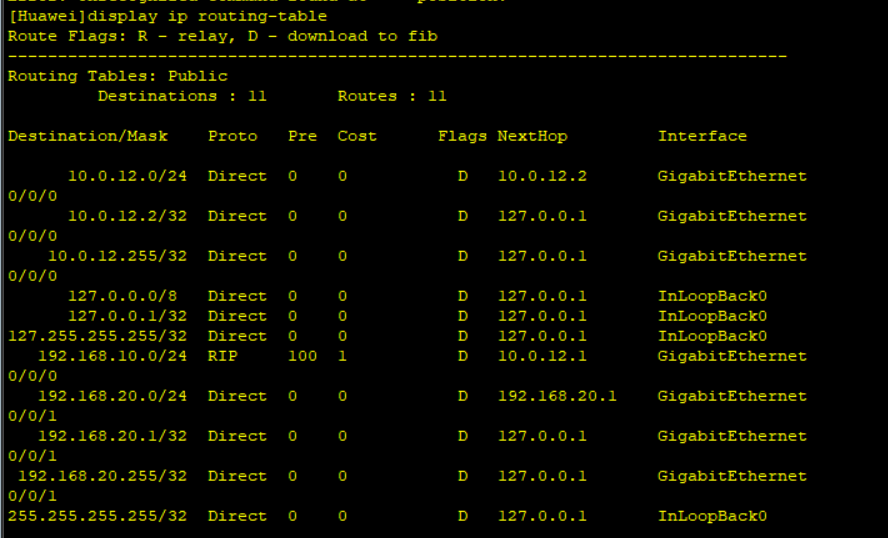 [Huawei]display ip routing-table
Route Flags: R - relay, D - download to fib
------------------------------------------------------------------------------
Routing Tables: Public
         Destinations : 11       Routes : 11

Destination/Mask    Proto   Pre  Cost      Flags NextHop         Interface

      10.0.12.0/24  Direct  0    0           D   10.0.12.2       GigabitEthernet
0/0/0
      10.0.12.2/32  Direct  0    0           D   127.0.0.1       GigabitEthernet
0/0/0
    10.0.12.255/32  Direct  0    0           D   127.0.0.1       GigabitEthernet
0/0/0
      127.0.0.0/8   Direct  0    0           D   127.0.0.1       InLoopBack0
      127.0.0.1/32  Direct  0    0           D   127.0.0.1       InLoopBack0
127.255.255.255/32  Direct  0    0           D   127.0.0.1       InLoopBack0
   192.168.10.0/24  RIP     100  1           D   10.0.12.1       GigabitEthernet
0/0/0
   192.168.20.0/24  Direct  0    0           D   192.168.20.1    GigabitEthernet
0/0/1
   192.168.20.1/32  Direct  0    0           D   127.0.0.1       GigabitEthernet
0/0/1
 192.168.20.255/32  Direct  0    0           D   127.0.0.1       GigabitEthernet
0/0/1
255.255.255.255/32  Direct  0    0           D   127.0.0.1       InLoopBack0